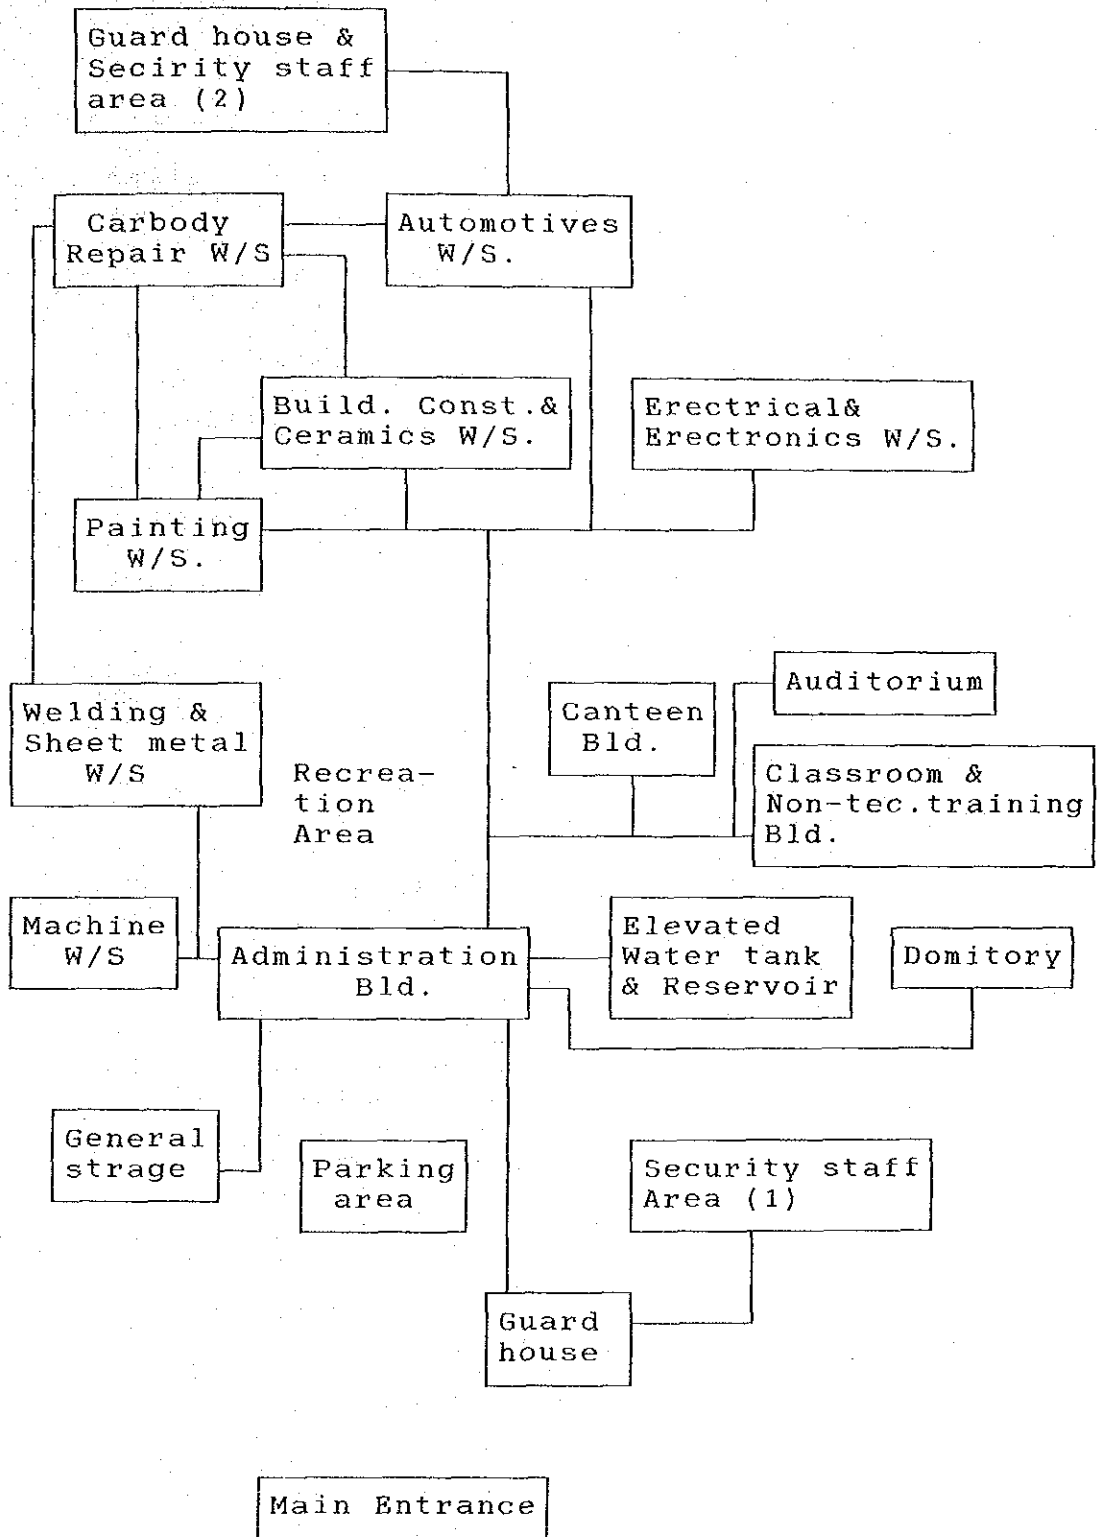 Guard house &
Secirity staff
area (2)
Carbody
Repair W/S
Automotives
W/S.
Build. Const.&
Ceramics W/S.
Erectrical&
Erectronics W/S.
Painting
W/S.
Welding &
Sheet metal
W/S
Recrea-
tion
Area
Canteen
Bld.
Auditorium
Classroom &
Non-tec.training
Bld.
Machine
W/S
Administration
Bld.
Elevated
Water tank
& Reservoir
Domitory
General
strage
Parking
area
Security staff
Area (1)
Guard
house
Main Entrance